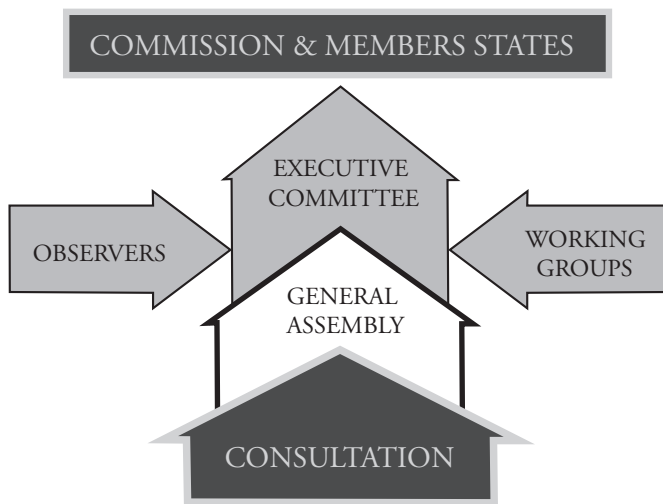 COMMISSION & MEMBERS STATES
EXECUTIVE
COMMITTEE
OBSERVERS
WORKING
GROUPS
GENERAL
ASSEMBLY
CONSULTATION